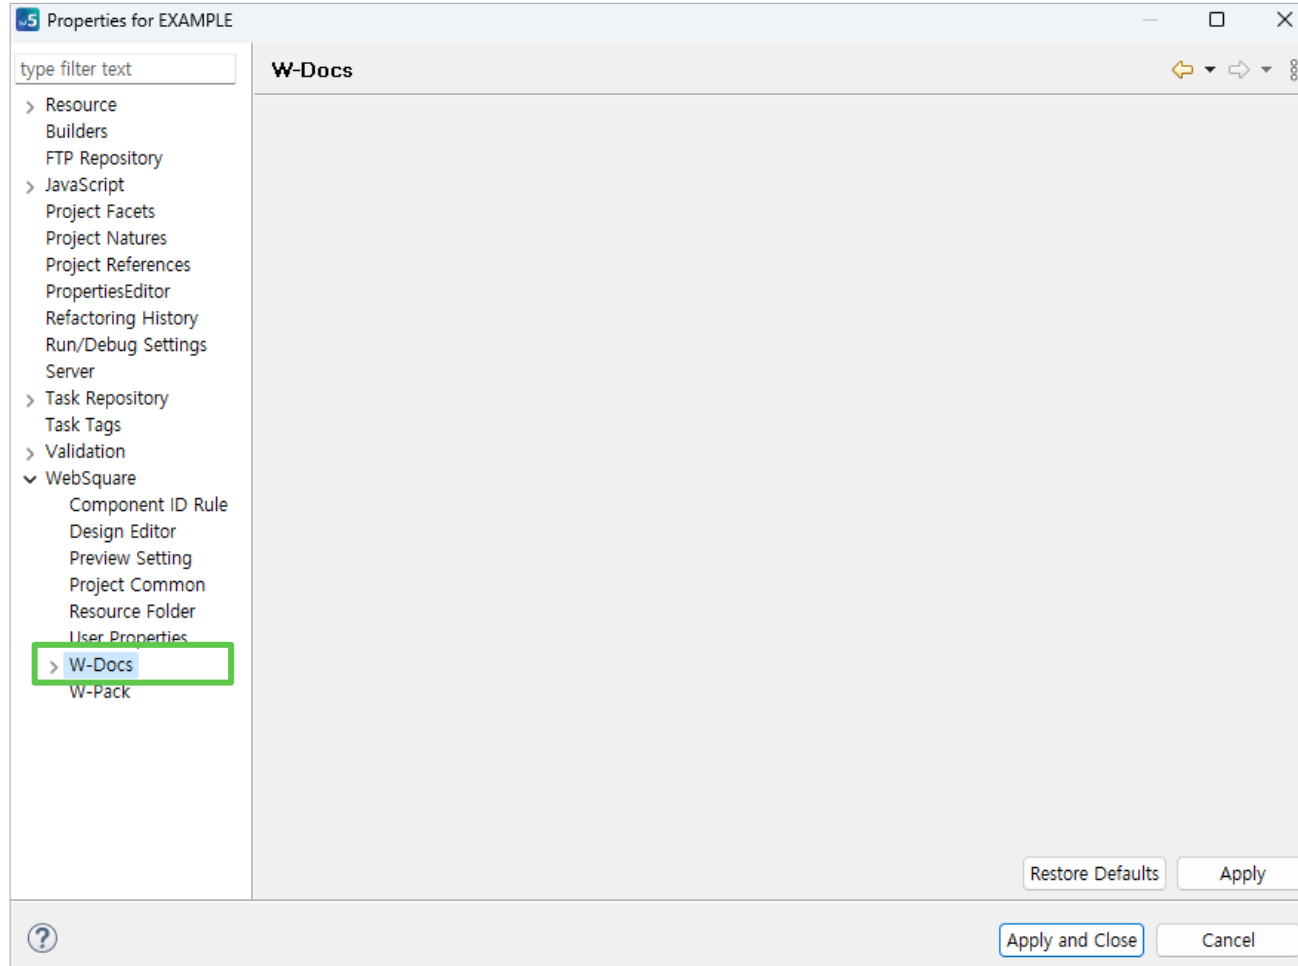 w5 Properties for EXAMPLE
type filter text
W-Docs
Resource
Builders
FTP Repository
JavaScript
Project Facets
Project Natures
Project References
PropertiesEditor
Refactoring History
Run/Debug Settings
Server
Task Repository
Task Tags
Validation
WebSquare
Component ID Rule
Design Editor
Preview Setting
Project Common
Resource Folder
User Properties
W-Docs
W-Pack
Restore Defaults
Apply
?
Apply and Close
Cancel